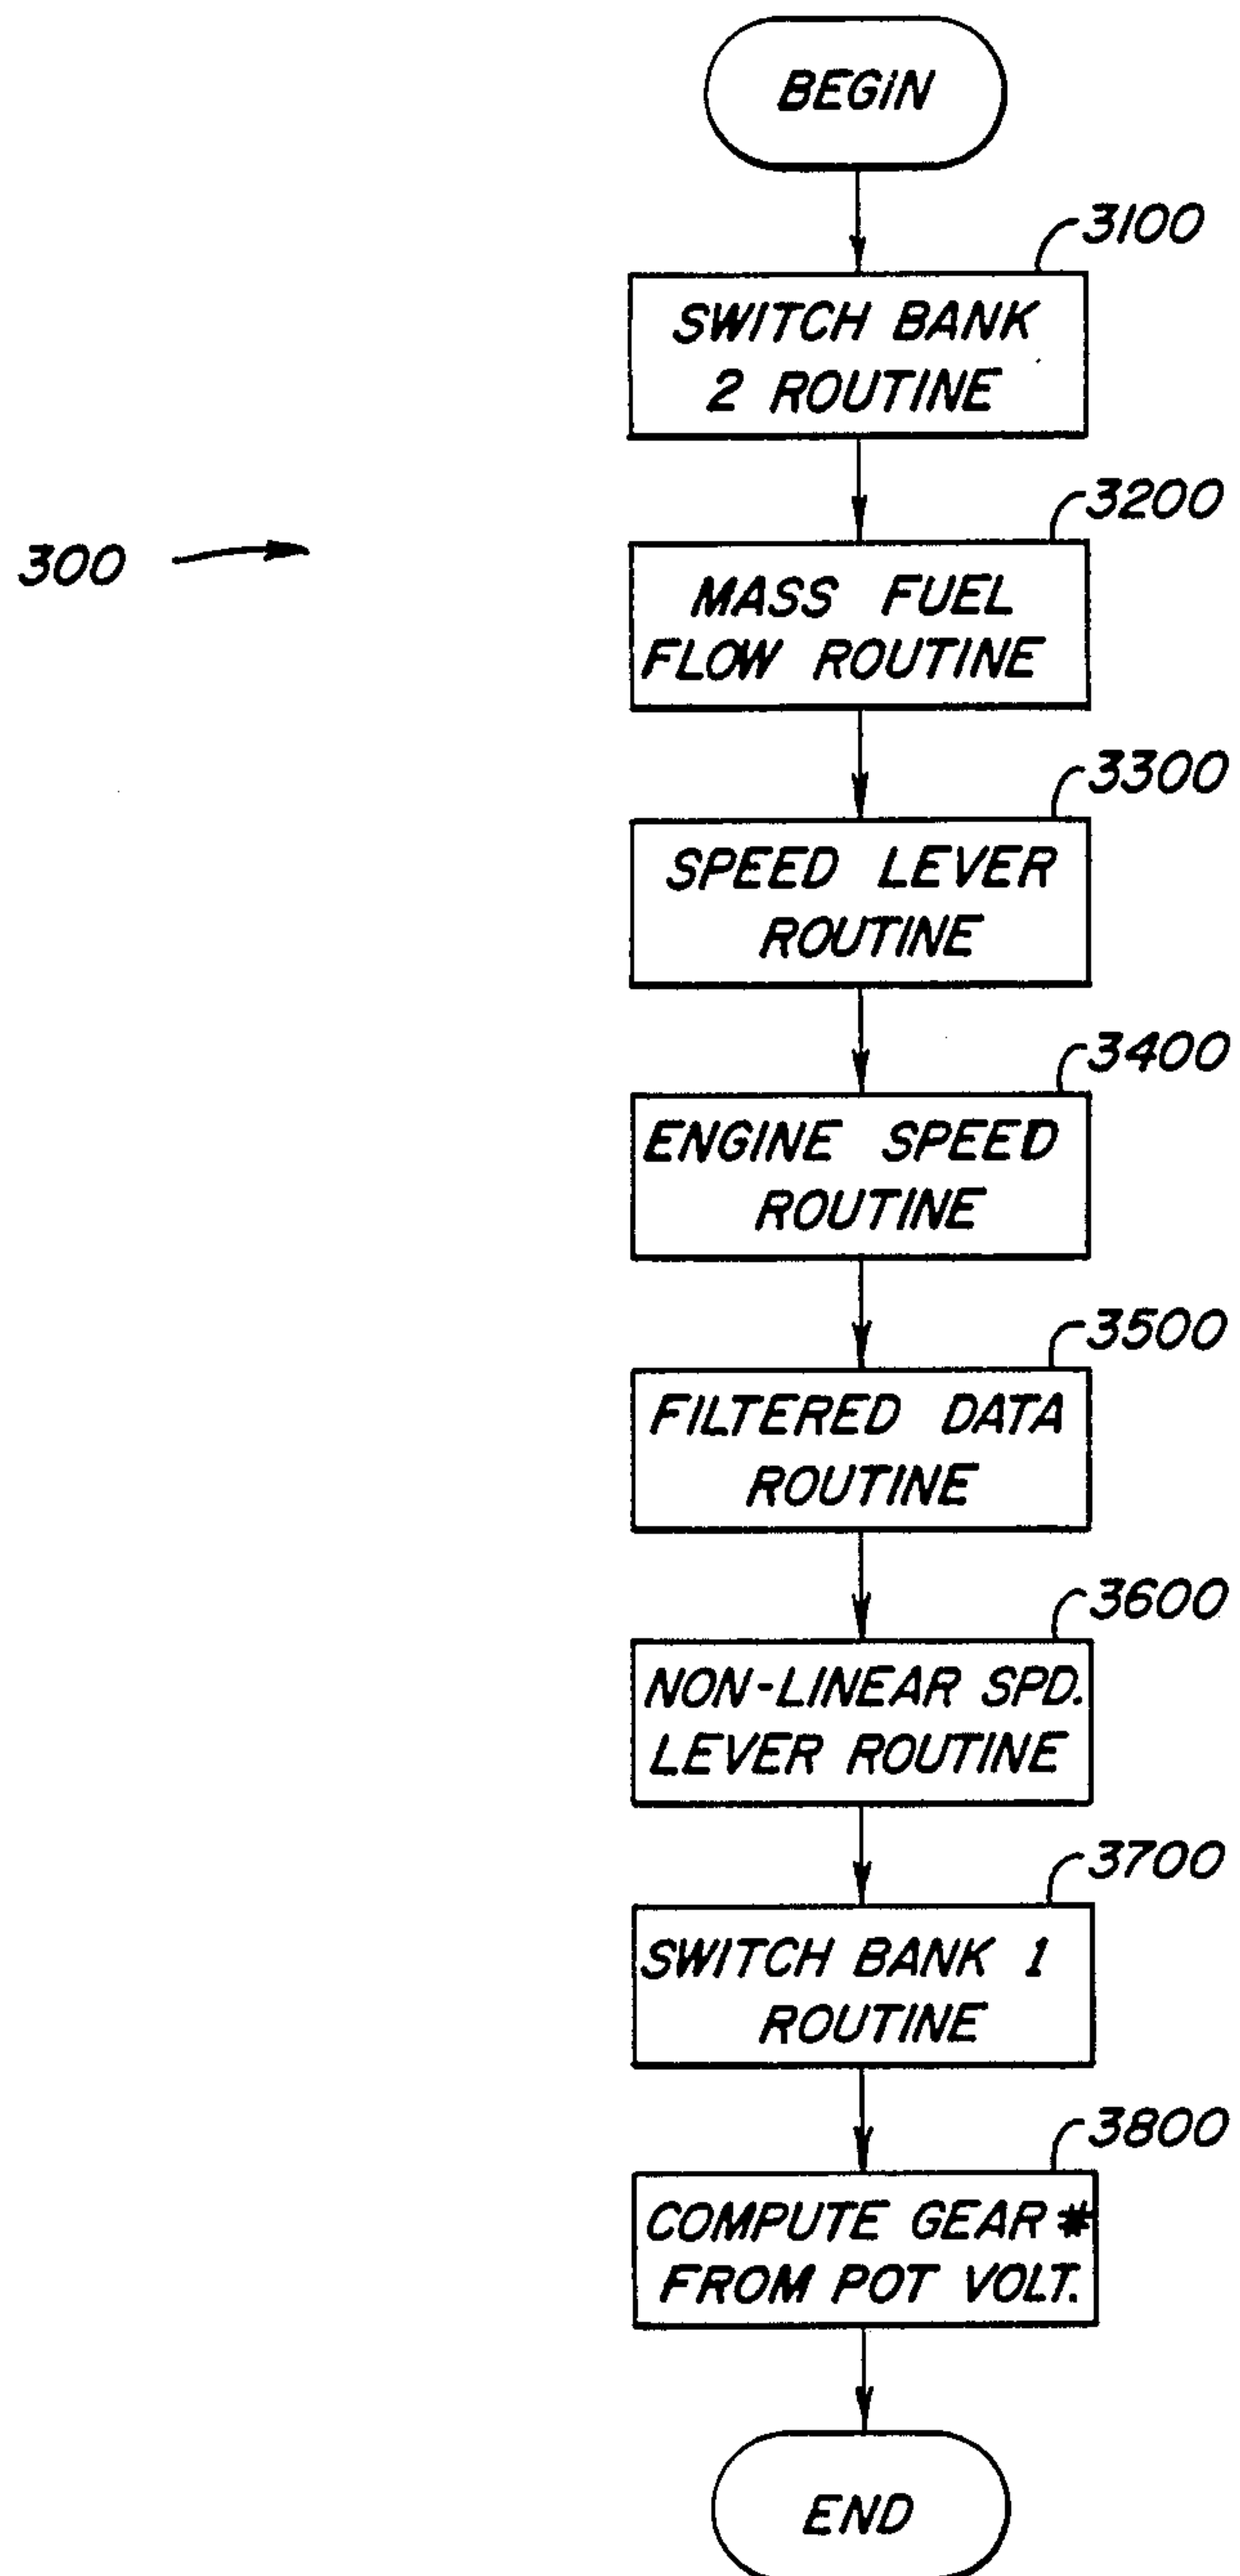 BEGIN
3100
SWITCH BANK
2 ROUTINE
3200
300
MASS FUEL
FLOW ROUTINE
3300
SPEED LEVER
ROUTINE
3400
ENGINE SPEED
ROUTINE
3500
FILTERED DATA
ROUTINE
3600
NON-LINEAR SPD.
LEVER ROUTINE
3700
SWITCH BANK 1
ROUTINE
3800
COMPUTE GEAR #
FROM POT VOLT.
END